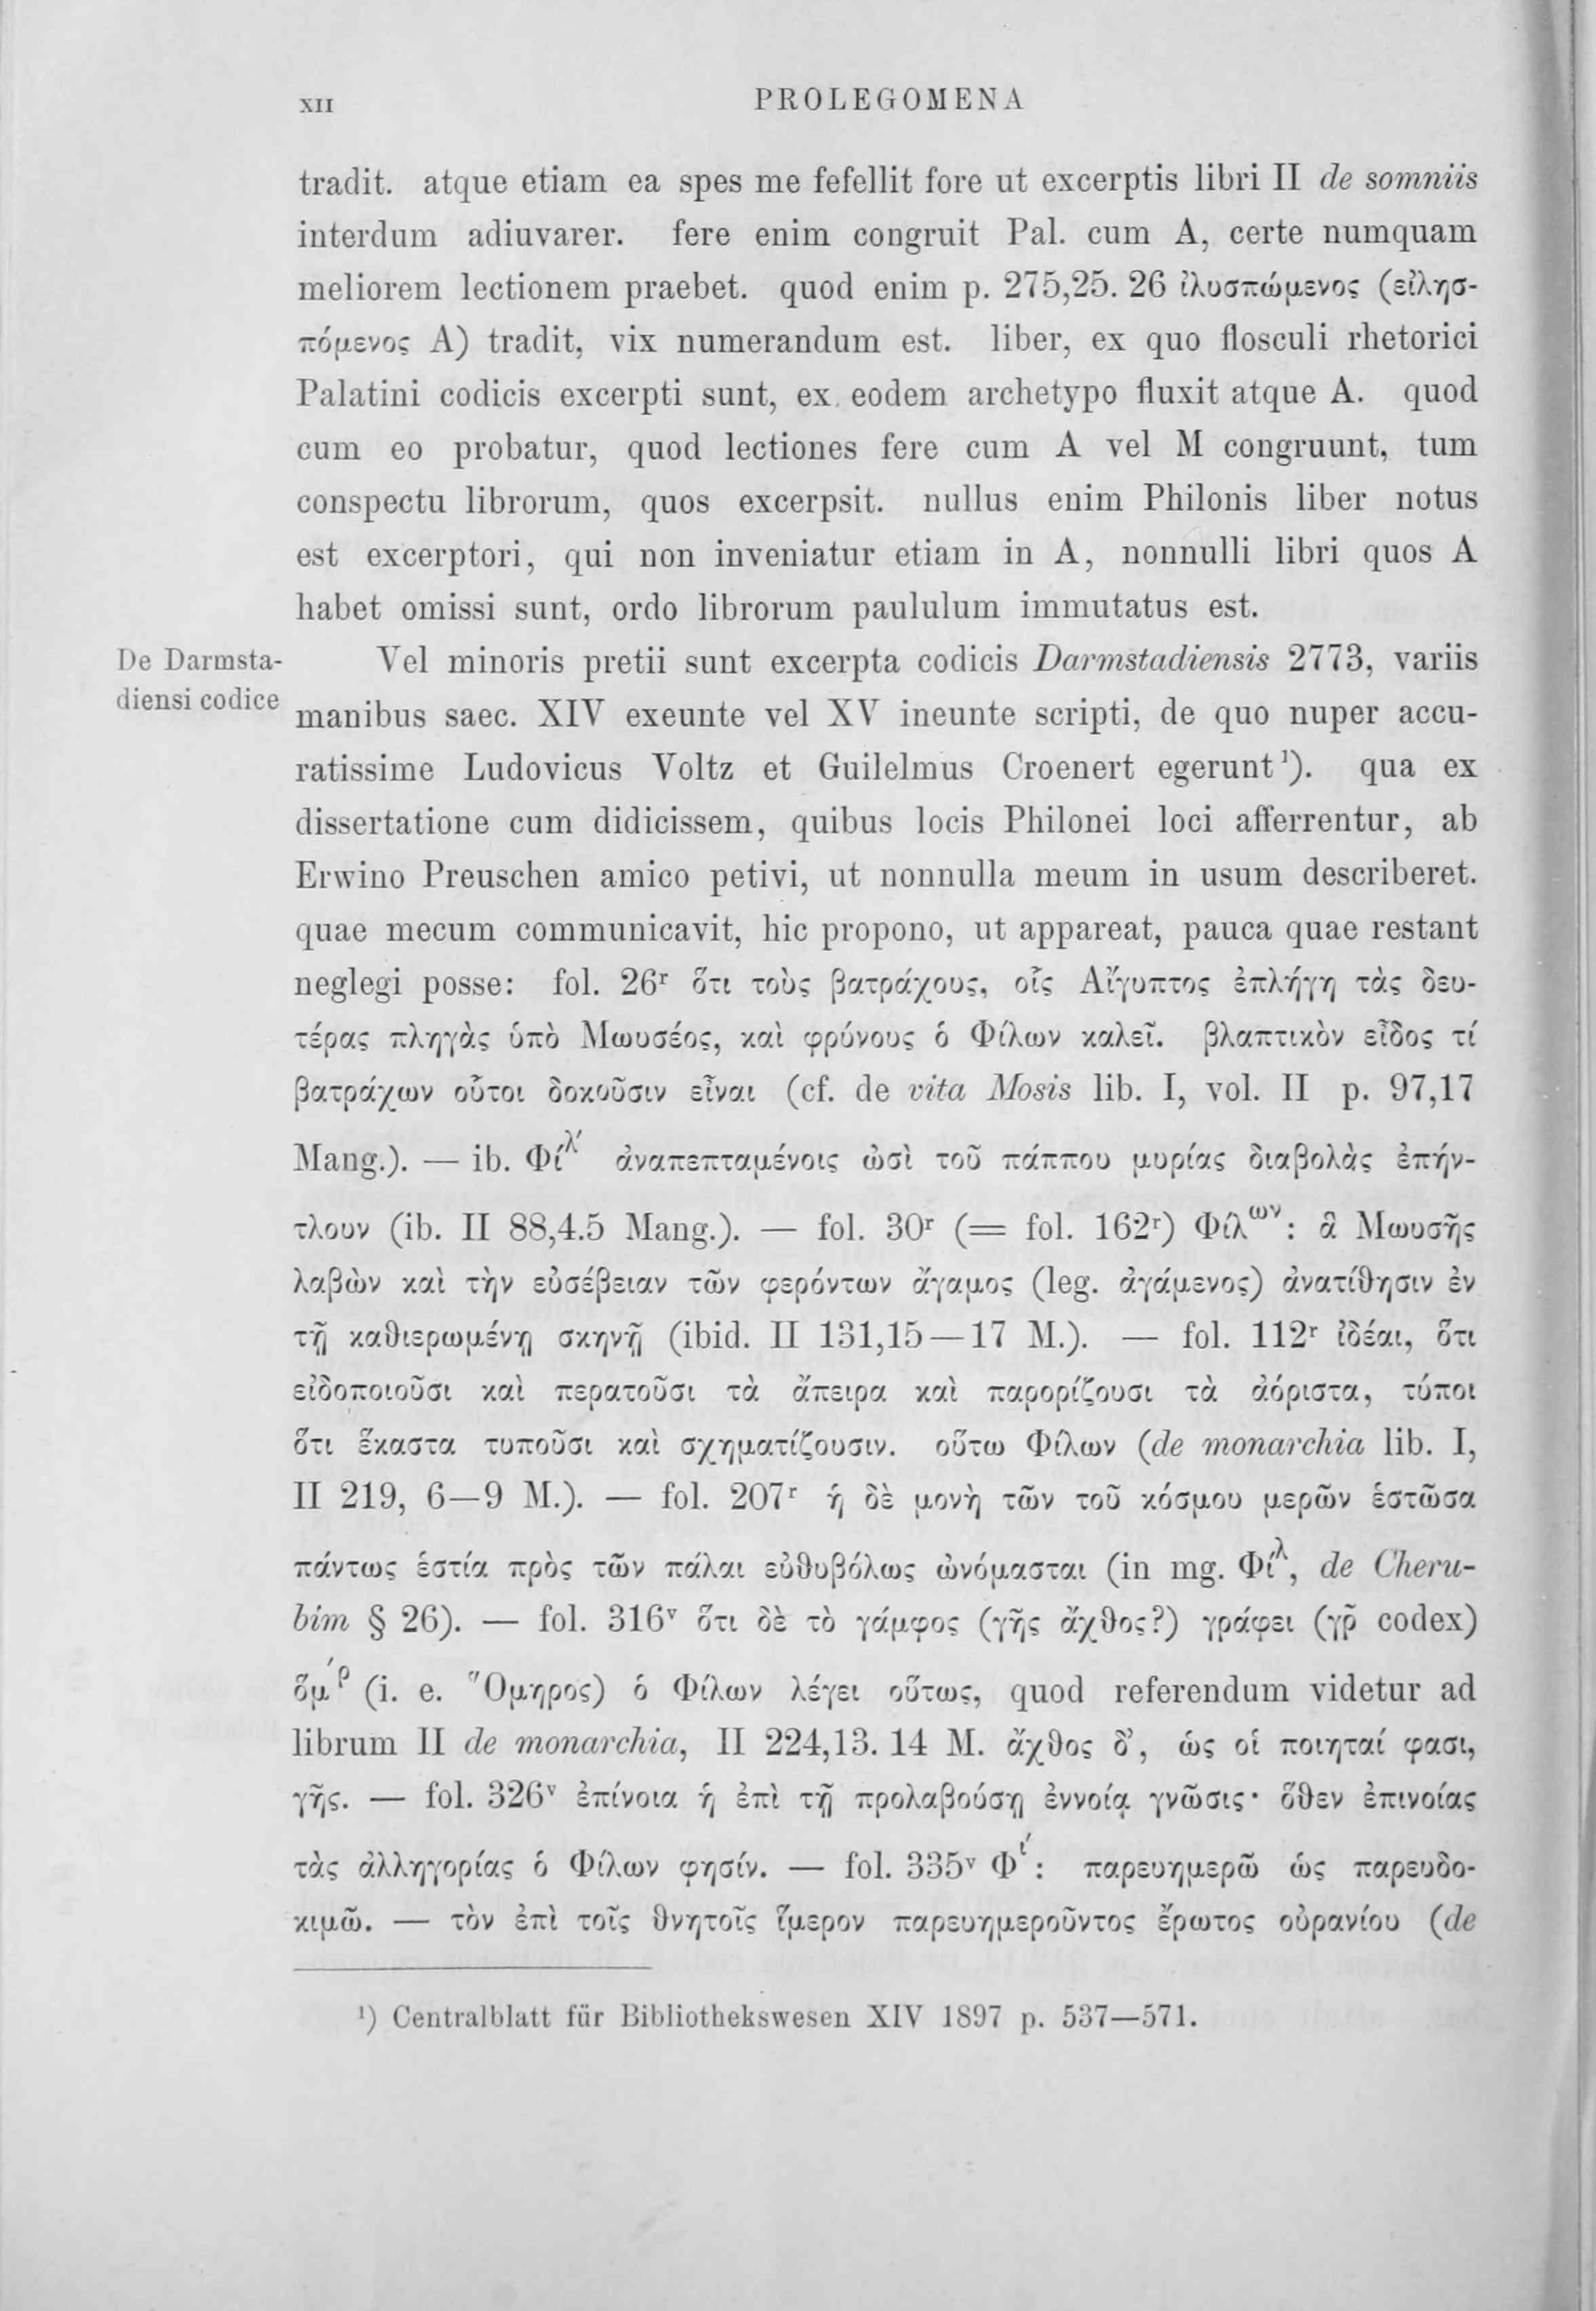 XII
PROLEGOMENA
tradit. atque etiam ea spes me fefellit fore ut excerptis libri II de somniis
interdum adiuvarer. fere enim congruit Pal. cum A, certe numquam
meliorem lectionem praebet. quod enim p. 275,25. 26 ἰλυσπώμενος (εἰλησ-
πόμενος A) tradit, vix numerandum est. liber, ex quo flosculi rhetorici
Palatini codicis excerpti sunt, ex eodem archetypo fluxit atque A. quod
cum eo probatur, quod lectiones fere cum A vel M congruunt, tum
conspectu librorum, quos excerpsit. nullus enim Philonis liber notus
est excerptori, qui non inveniatur etiam in A, nonnulli libri quos A
habet omissi sunt, ordo librorum paululum immutatus est.
De Darmsta-
diensi codice
Vel minoris pretii sunt excerpta codicis Darmstadiensis 2773, variis
manibus saec. XIV exeunte vel XV ineunte scripti, de quo nuper accu-
ratissime Ludovicus Voltz et Guilelmus Croenert egerunt¹). qua ex
dissertatione cum didicissem, quibus locis Philonei loci afferrentur, ab
Erwino Preuschen amico petivi, ut nonnulla meum in usum describeret.
quae mecum communicavit, hic propono, ut appareat, pauca quae restant
neglegi posse: fol. 26ʳ ὅτι τοὺς βατράχους, οἷς Αἴγυπτος ἐπλήγη τὰς δευ-
τέρας πληγὰς ὑπὸ Μωυσέος, καὶ φρύνους ὁ Φίλων καλεῖ. βλαπτικὸν εἶδος τί
βατράχων οὗτοι δοκοῦσιν εἶναι (cf. de vita Mosis lib. I, vol. II p. 97,17
Mang.). — ib. Φίλ´ ἀναπεπταμένοις ὡσὶ τοῦ πάππου μυρίας διαβολὰς ἐπήν-
τλουν (ib. II 88,4.5 Mang.). — fol. 30ʳ (= fol. 162ʳ) Φίλων: ἃ Μωυσῆς
λαβὼν καὶ τὴν εὐσέβειαν τῶν φερόντων ἄγαμος (leg. ἀγάμενος) ἀνατίθησιν ἐν
τῇ καθιερωμένῃ σκηνῇ (ibid. II 131,15—17 M.). — fol. 112ʳ ἰδέαι, ὅτι
εἰδοποιοῦσι καὶ περατοῦσι τὰ ἄπειρα καὶ παρορίζουσι τὰ ἀόριστα, τύποι
ὅτι ἕκαστα τυποῦσι καὶ σχηματίζουσιν. οὕτω Φίλων (de monarchia lib. I,
II 219, 6—9 M.). — fol. 207ʳ ἡ δὲ μονὴ τῶν τοῦ κόσμου μερῶν ἑστῶσα
πάντως ἑστία πρὸς τῶν πάλαι εὐθυβόλως ὠνόμασται (in mg. Φίλ, de Cheru-
bim § 26). — fol. 316ᵛ ὅτι δὲ τὸ γάμφος (γῆς ἄχθος?) γράφει (γρ̄ codex)
ὅμ´ρ (i. e. Ὅμηρος) ὁ Φίλων λέγει οὕτως, quod referendum videtur ad
librum II de monarchia, II 224,13. 14 M. ἄχθος δ’, ὡς οἱ ποιηταί φασι,
γῆς. — fol. 326ᵛ ἐπίνοια ἡ ἐπὶ τῇ προλαβούσῃ ἐννοίᾳ γνῶσις· ὅθεν ἐπινοίας
τὰς ἀλληγορίας ὁ Φίλων φησίν. — fol. 335ᵛ Φί: παρευημερῶ ὡς παρευδο-
κιμῶ. — τὸν ἐπὶ τοῖς θνητοῖς ἵμερον παρευημεροῦντος ἔρωτος οὐρανίου (de
¹) Centralblatt für Bibliothekswesen XIV 1897 p. 537—571.